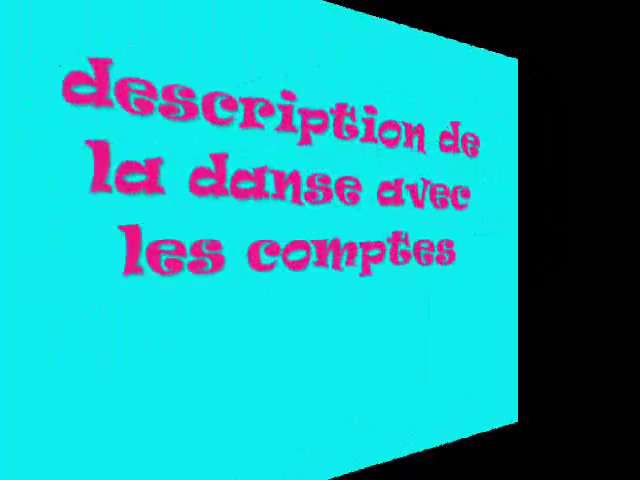 description de
la danse avec
les comptes